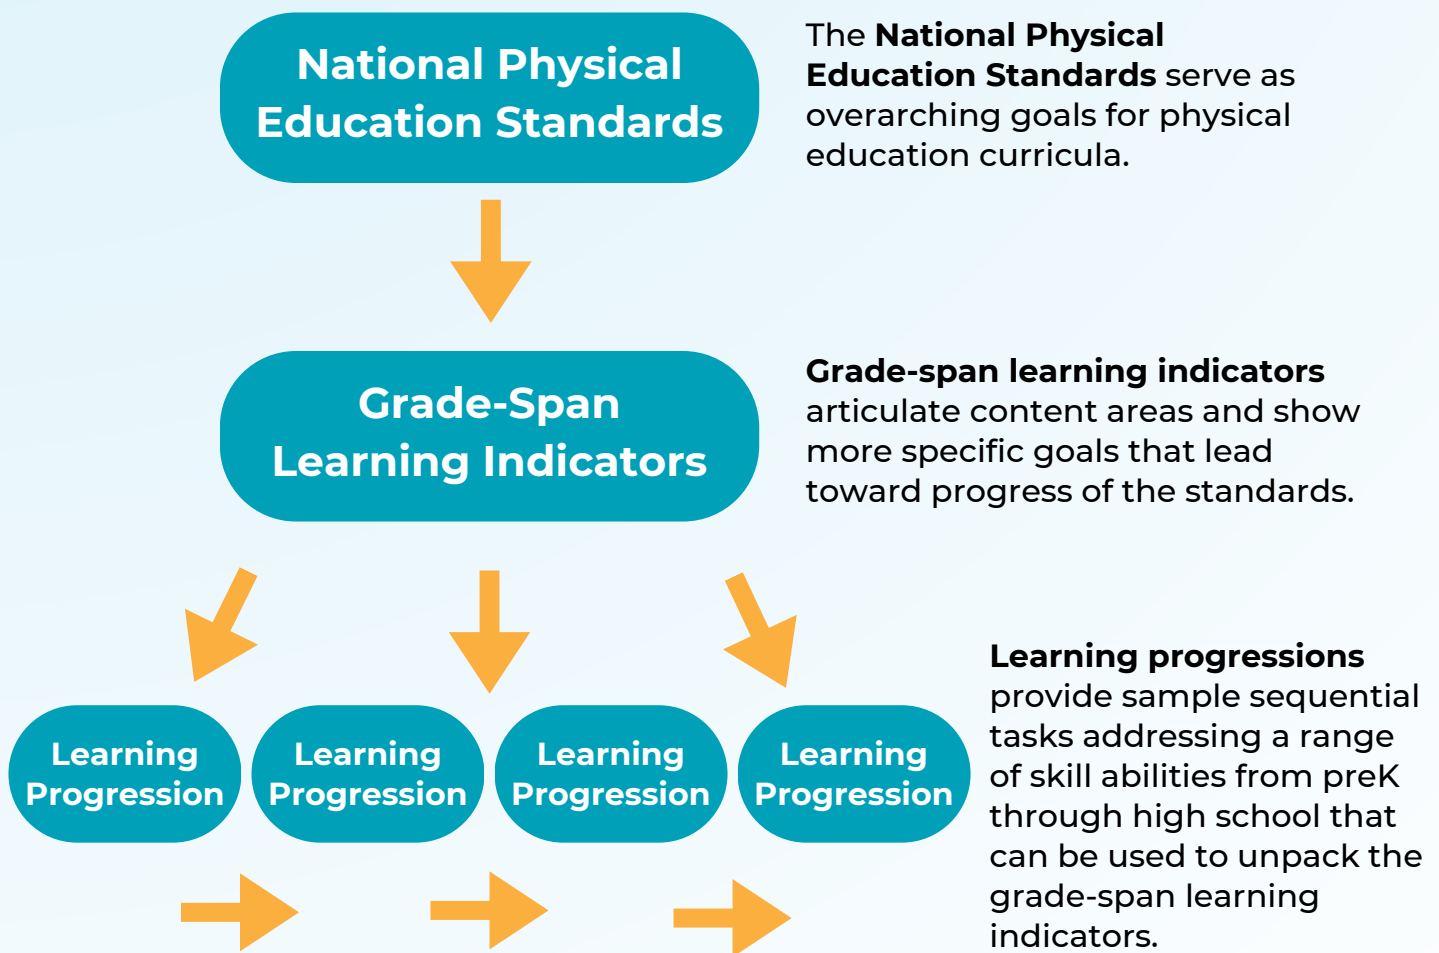 National Physical
Education Standards
The National Physical
Education Standards serve as
overarching goals for physical
education curricula.
Grade-Span
Learning Indicators
Grade-span learning indicators
articulate content areas and show
more specific goals that lead
toward progress of the standards.
Learning
Progression
Learning
Progression
Learning
Progression
Learning
Progression
Learning progressions
provide sample sequential
tasks addressing a range
of skill abilities from preK
through high school that
can be used to unpack the
grade-span learning
indicators.